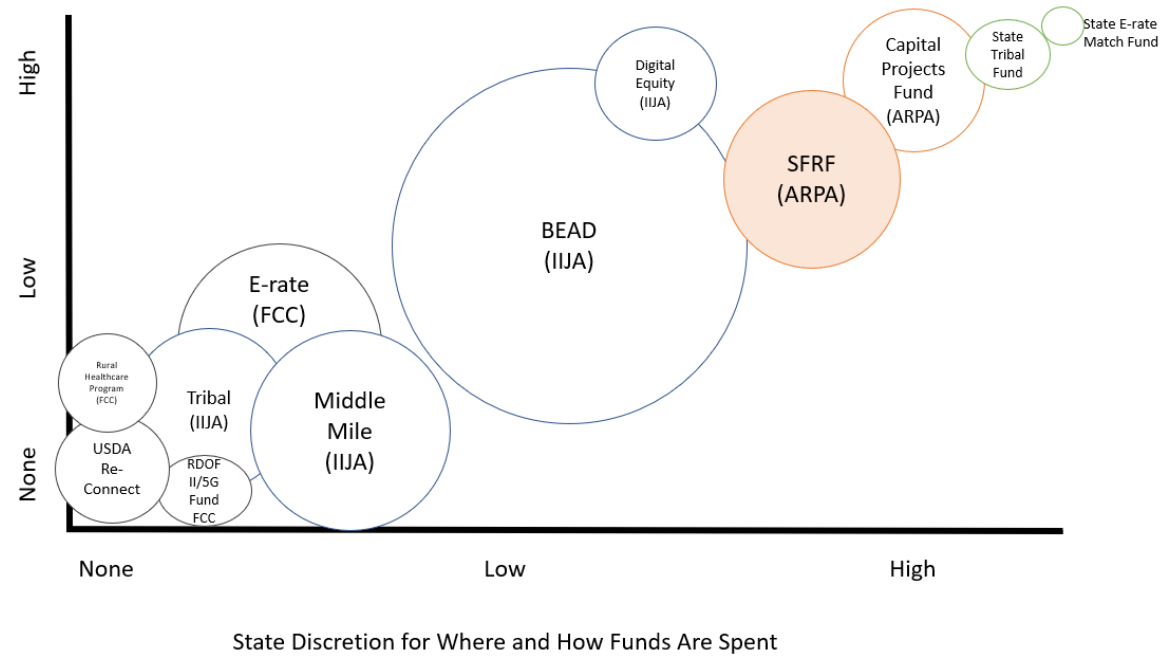 High
Low
None
State E-rate
Match Fund
State
Tribal
Fund
Capital
Projects
Fund
(ARPA)
Digital
Equity
(IIJA)
SFRF
(ARPA)
BEAD
(IIJA)
E-rate
(FCC)
Rural
Healthcare
Program
(FCC)
Tribal
(IIJA)
Middle
Mile
(IIJA)
USDA
Re-
Connect
RDOF
II/5G
Fund
FCC
None
Low
High
State Discretion for Where and How Funds Are Spent